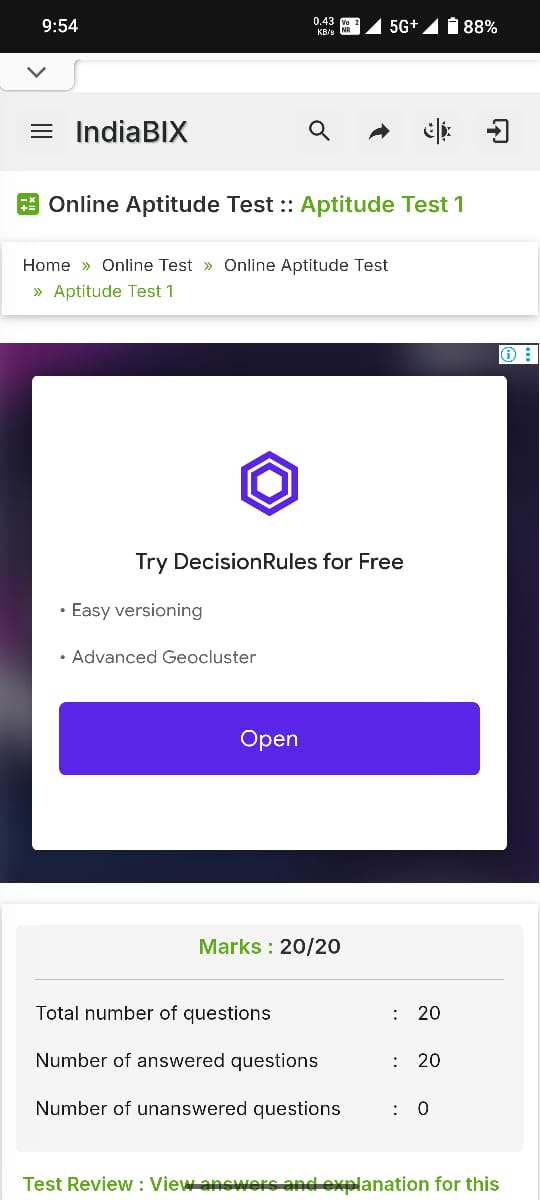 9:54
0.43 KB/s Vo 2 NR 5G+ 88%
IndiaBIX
Online Aptitude Test :: Aptitude Test 1
Home » Online Test » Online Aptitude Test
» Aptitude Test 1
Try DecisionRules for Free
• Easy versioning
• Advanced Geocluster
Open
Marks : 20/20
Total number of questions : 20
Number of answered questions : 20
Number of unanswered questions : 0
Test Review : View answers and explanation for this